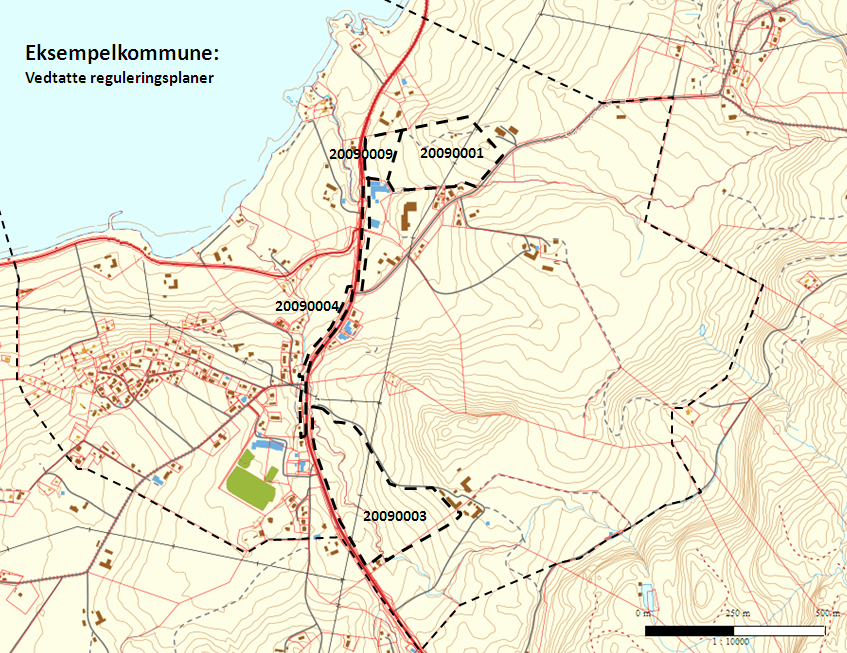 Eksempelkommune:
Vedtatte reguleringsplaner
20090009
20090001
20090004
20090003
0 m
250 m
500 m
1 : 10000